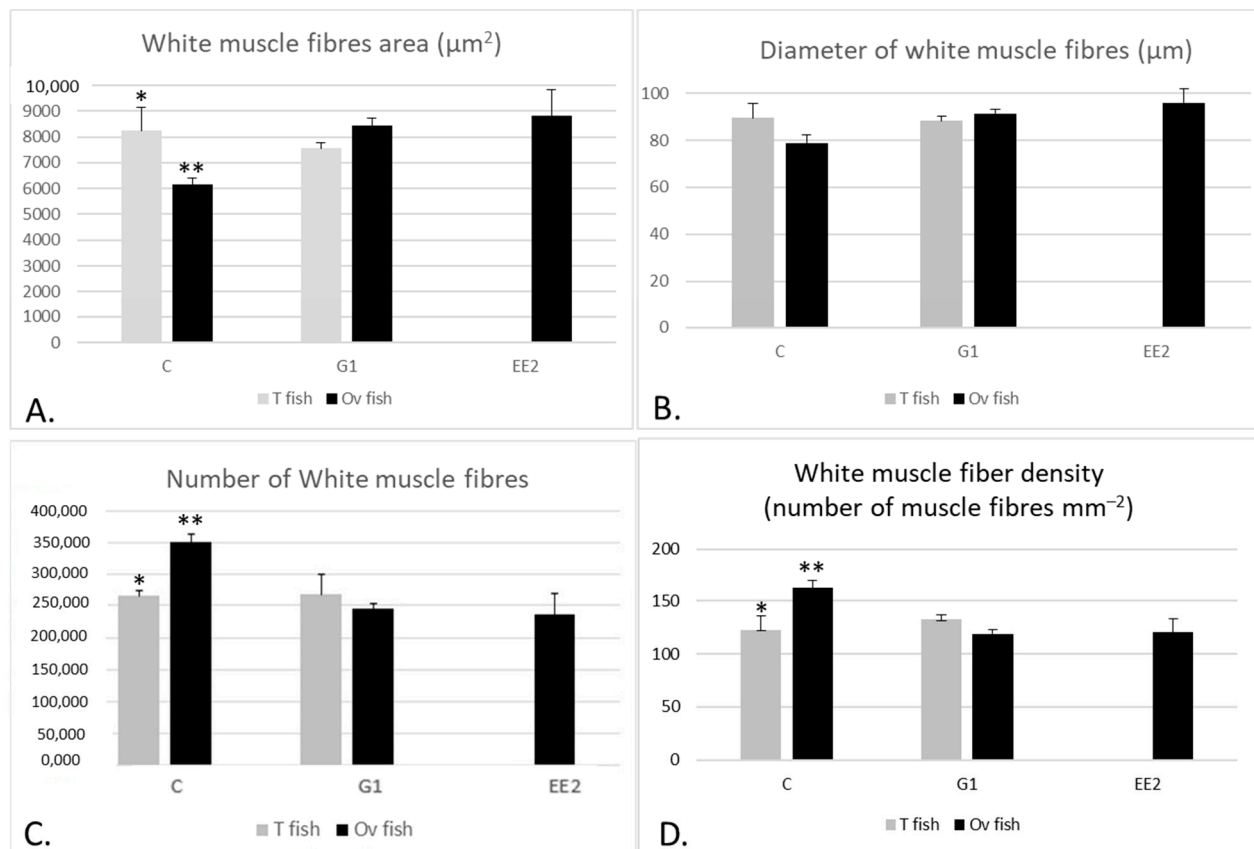 White muscle fibres area (μm²)
10,000
9000
8000
7000
6000
5000
4000
3000
2000
1000
0
*
**
C G1 EE2
T fish Ov fish
A.
Diameter of white muscle fibres (μm)
100
80
60
40
20
0
C G1 EE2
T fish Ov fish
B.
Number of White muscle fibres
400,000
350,000
300,000
250,000
200,000
150,000
100,000
50,000
0,000
*
**
C G1 EE2
T fish Ov fish
C.
White muscle fiber density
(number of muscle fibres mm⁻²)
200
150
100
50
0
*
**
C G1 EE2
T fish Ov fish
D.